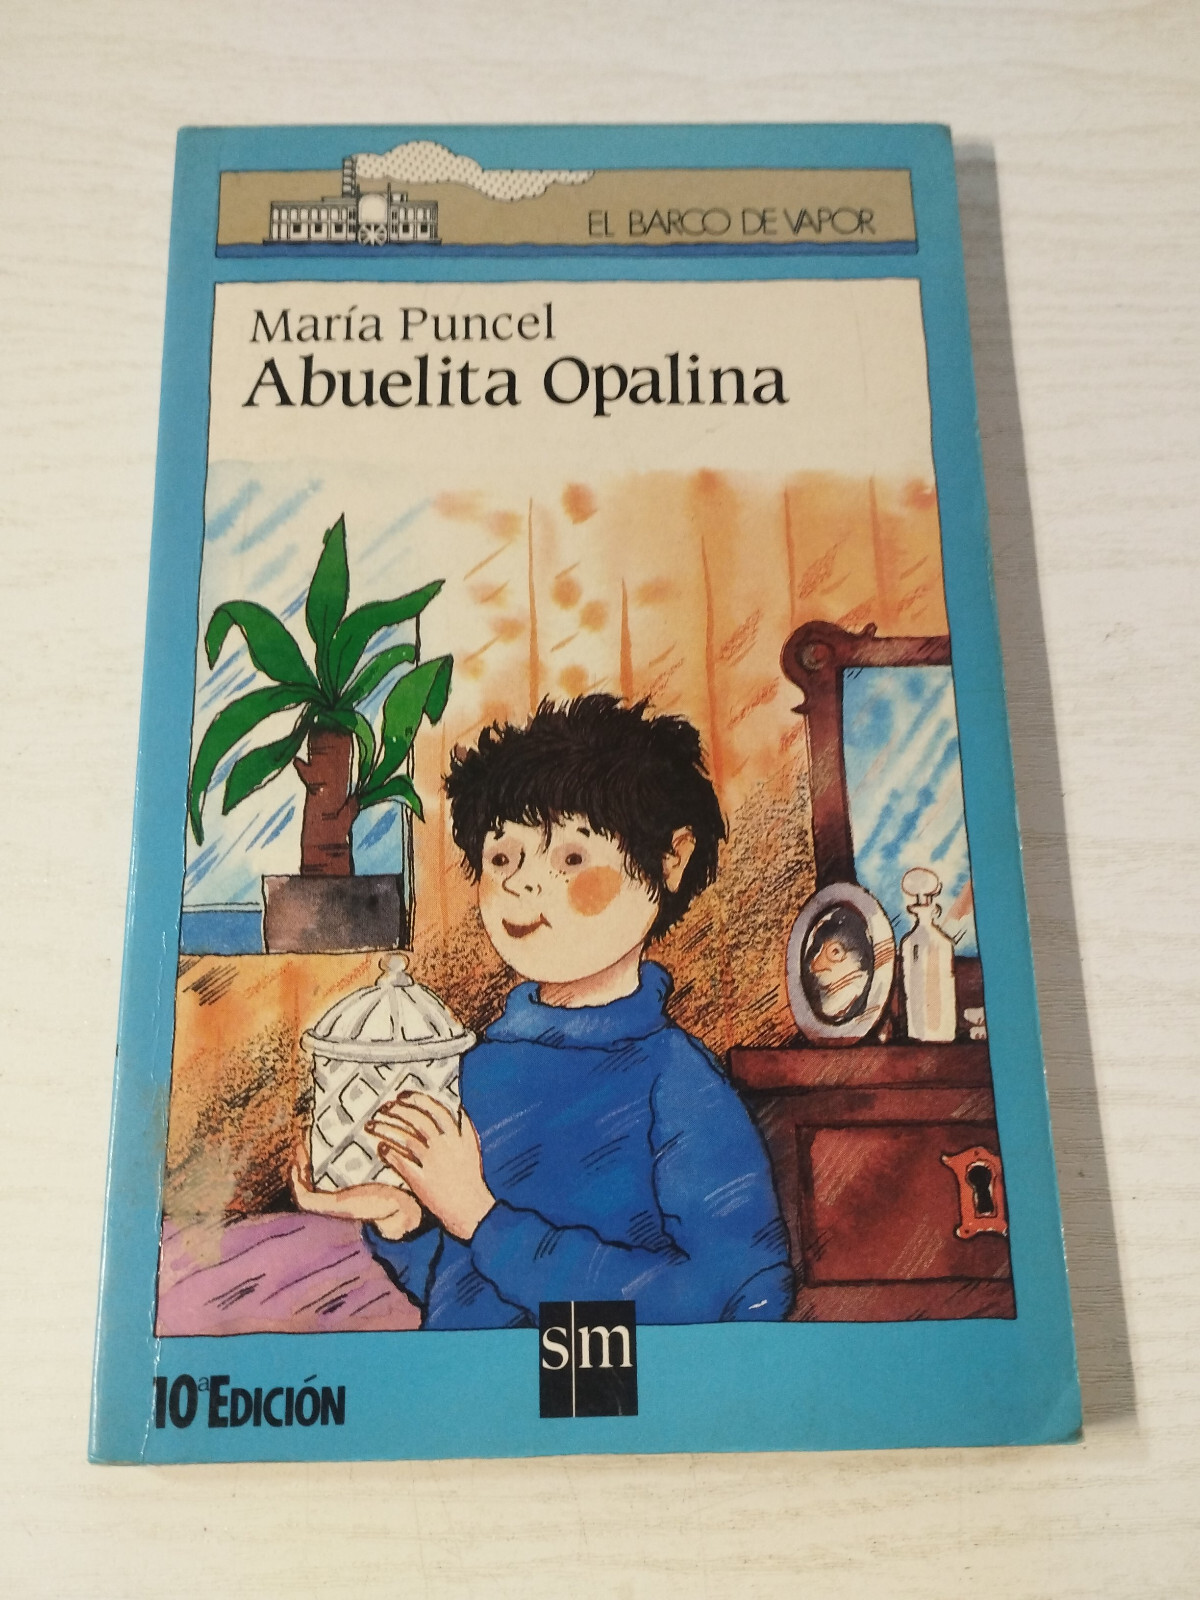 EL BARCO DE VAPOR
María Puncel
Abuelita Opalina
sm
10ª EDICIÓN